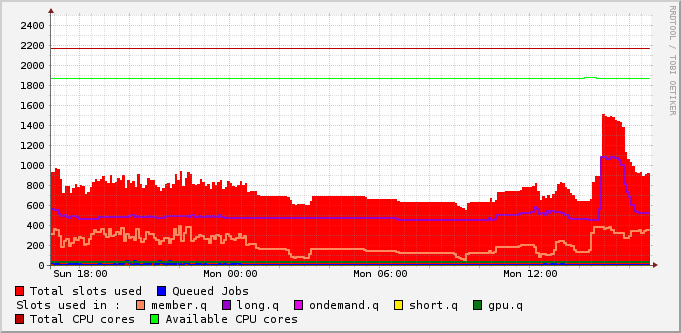 2400
2200
2000
1800
1600
1400
1200
1000
800
600
400
200
0
Sun 18:00 Mon 00:00 Mon 06:00 Mon 12:00
RRDTOOL / TOBI OETIKER
Total slots used Queued Jobs
Slots used in : member.q long.q ondemand.q short.q gpu.q
Total CPU cores Available CPU cores